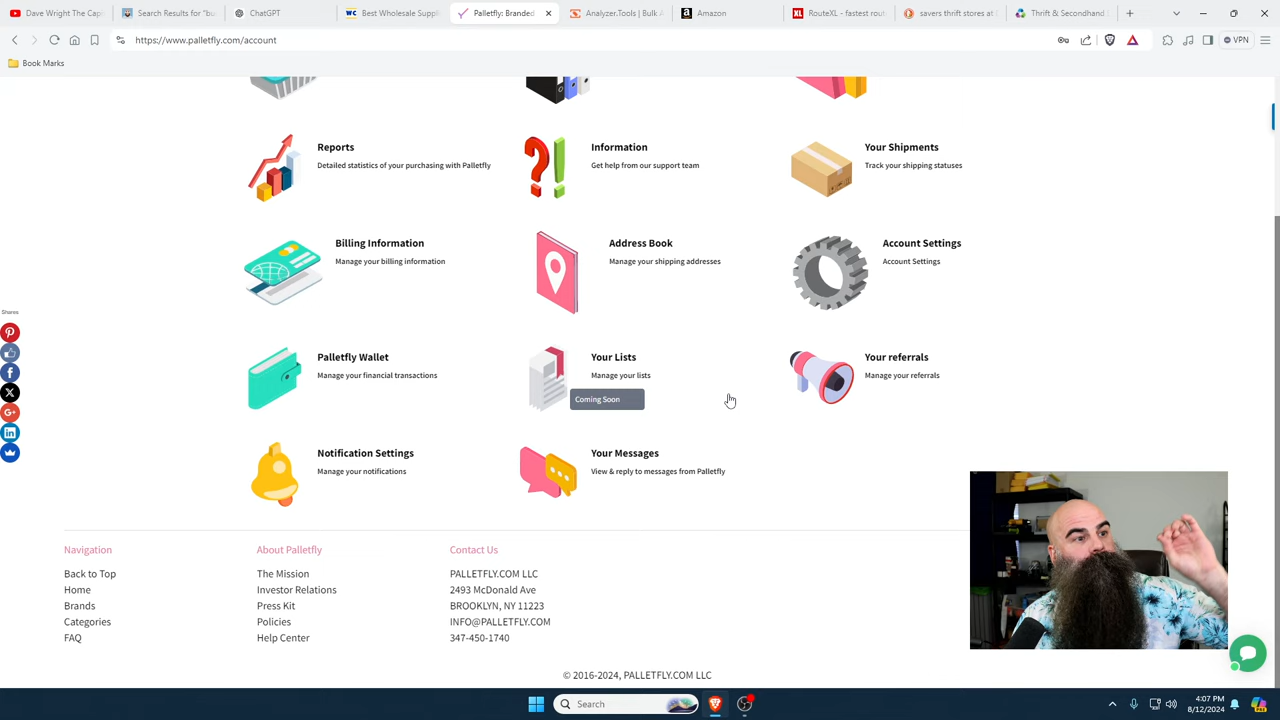 Dave Wright The Capp
Search Results for "bu
ChatGPT
WC
Best Wholesale Suppl
Palletfly: Branded
Analyzer.Tools | Bulk A
Amazon
XL
RouteXL - fastest rout
savers thrift stores at
Thrift & Secondhand
https://www.palletfly.com/account
VPN
Book Marks
Reports
Detailed statistics of your purchasing with Palletfly
Information
Get help from our support team
Your Shipments
Track your shipping statuses
Billing Information
Manage your billing information
Address Book
Manage your shipping addresses
Account Settings
Account Settings
Shares
Palletfly Wallet
Manage your financial transactions
Your Lists
Manage your lists
Coming Soon
Your referrals
Manage your referrals
Notification Settings
Manage your notifications
Your Messages
View & reply to messages from Palletfly
Navigation
Back to Top
Home
Brands
Categories
FAQ
About Palletfly
The Mission
Investor Relations
Press Kit
Policies
Help Center
Contact Us
PALLETFLY.COM LLC
2493 McDonald Ave
BROOKLYN, NY 11223
INFO@PALLETFLY.COM
347-450-1740
© 2016-2024, PALLETFLY.COM LLC
Search
4:07 PM
8/12/2024